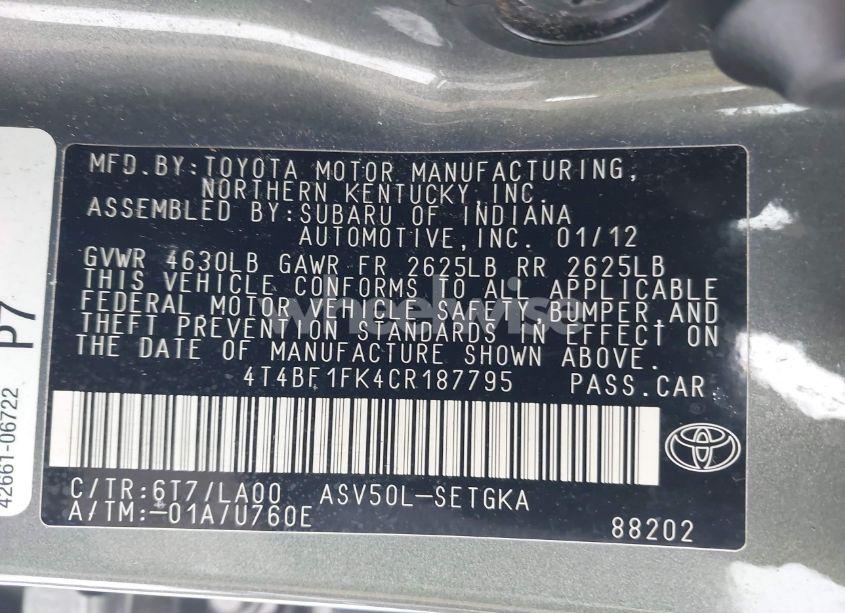 MFD.BY:TOYOTA MOTOR MANUFACTURING,
NORTHERN KENTUCKY,INC.
ASSEMBLED BY:SUBARU OF INDIANA
AUTOMOTIVE,INC. 01/12
GVWR 4630LB GAWR FR 2625LB RR 2625LB
THIS VEHICLE CONFORMS TO ALL APPLICABLE
FEDERAL MOTOR VEHICLE SAFETY,BUMPER,AND
THEFT PREVENTION STANDARDS IN EFFECT ON
THE DATE OF MANUFACTURE SHOWN ABOVE.
4T4BF1FK4CR187795 PASS.CAR
C/TR:6T7/LA00 ASV50L-SETGKA
A/TM:-01A/U760E
88202
P7
42661-06722
wheelwise